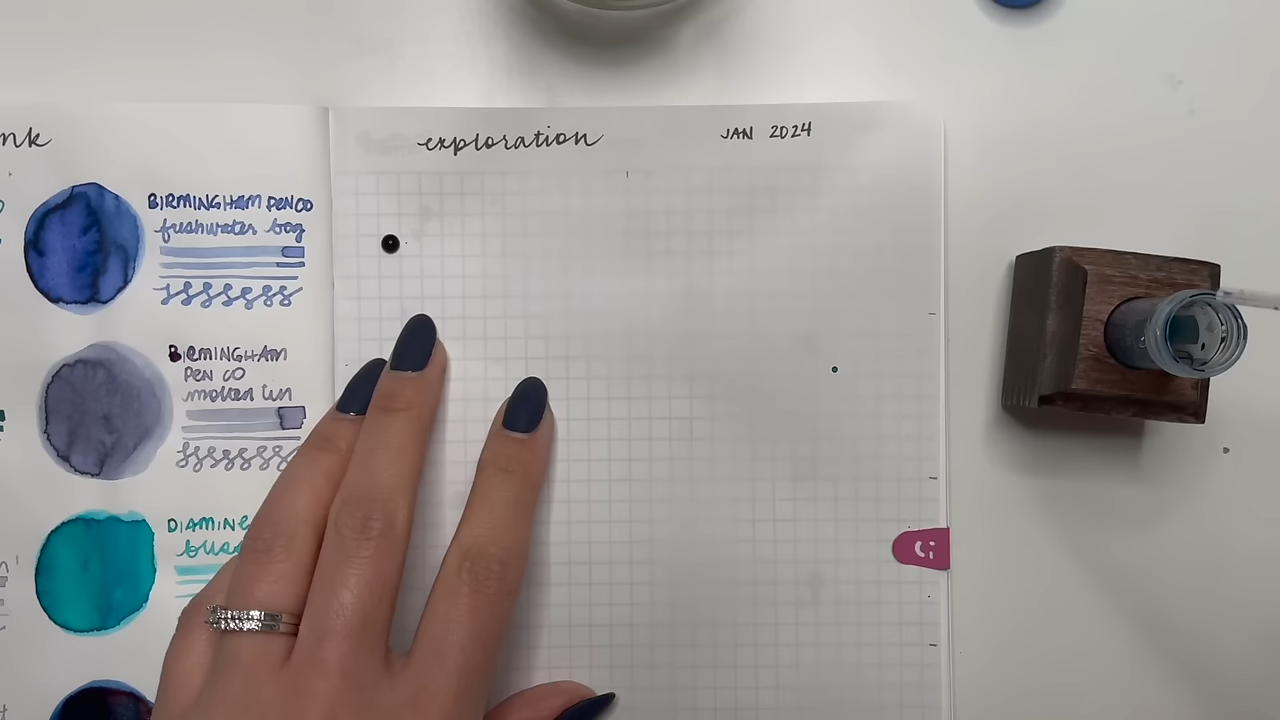 nk
exploration
JAN 2024
BIRMINGHAM PEN CO
freshwater bog
BIRMINGHAM
PEN CO
molten tin
DIAMINE